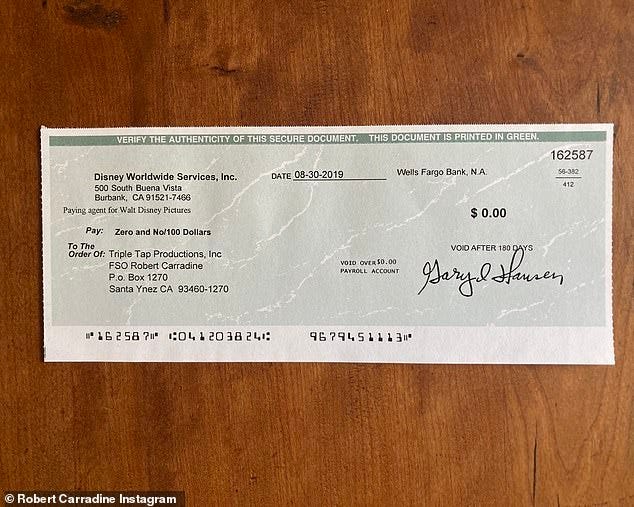 VERIFY THE AUTHENTICITY OF THIS SECURE DOCUMENT. THIS DOCUMENT IS PRINTED IN GREEN.
162587
Disney Worldwide Services, Inc.
500 South Buena Vista
Burbank, CA 91521-7466
Paying agent for Walt Disney Pictures
DATE 08-30-2019
Wells Fargo Bank, N.A.
56-382
412
$ 0.00
Pay: Zero and No/100 Dollars
VOID AFTER 180 DAYS
To The
Order Of: Triple Tap Productions, Inc
FSO Robert Carradine
P.o. Box 1270
Santa Ynez CA 93460-1270
VOID OVER $0.00
PAYROLL ACCOUNT
Gary D Hansen
⑈162587⑈ ⑆041203824⑆ 9679451113⑈
© Robert Carradine Instagram